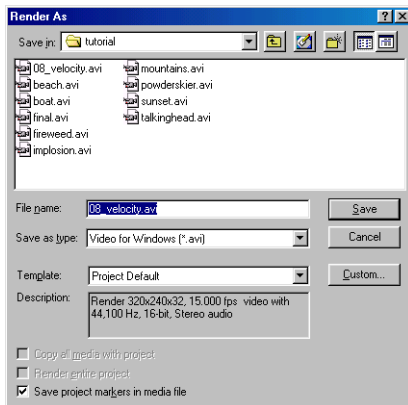 Render As
Save in: tutorial
08_velocity.avi
beach.avi
boat.avi
final.avi
fireweed.avi
implosion.avi
mountains.avi
powderskier.avi
sunset.avi
talkinghead.avi
File name: 08_velocity.avi Save
Save as type: Video for Windows (*.avi) Cancel
Template: Project Default Custom...
Description: Render 320x240x32, 15.000 fps video with
44,100 Hz, 16-bit, Stereo audio
Copy all media with project
Render entire project
Save project markers in media file